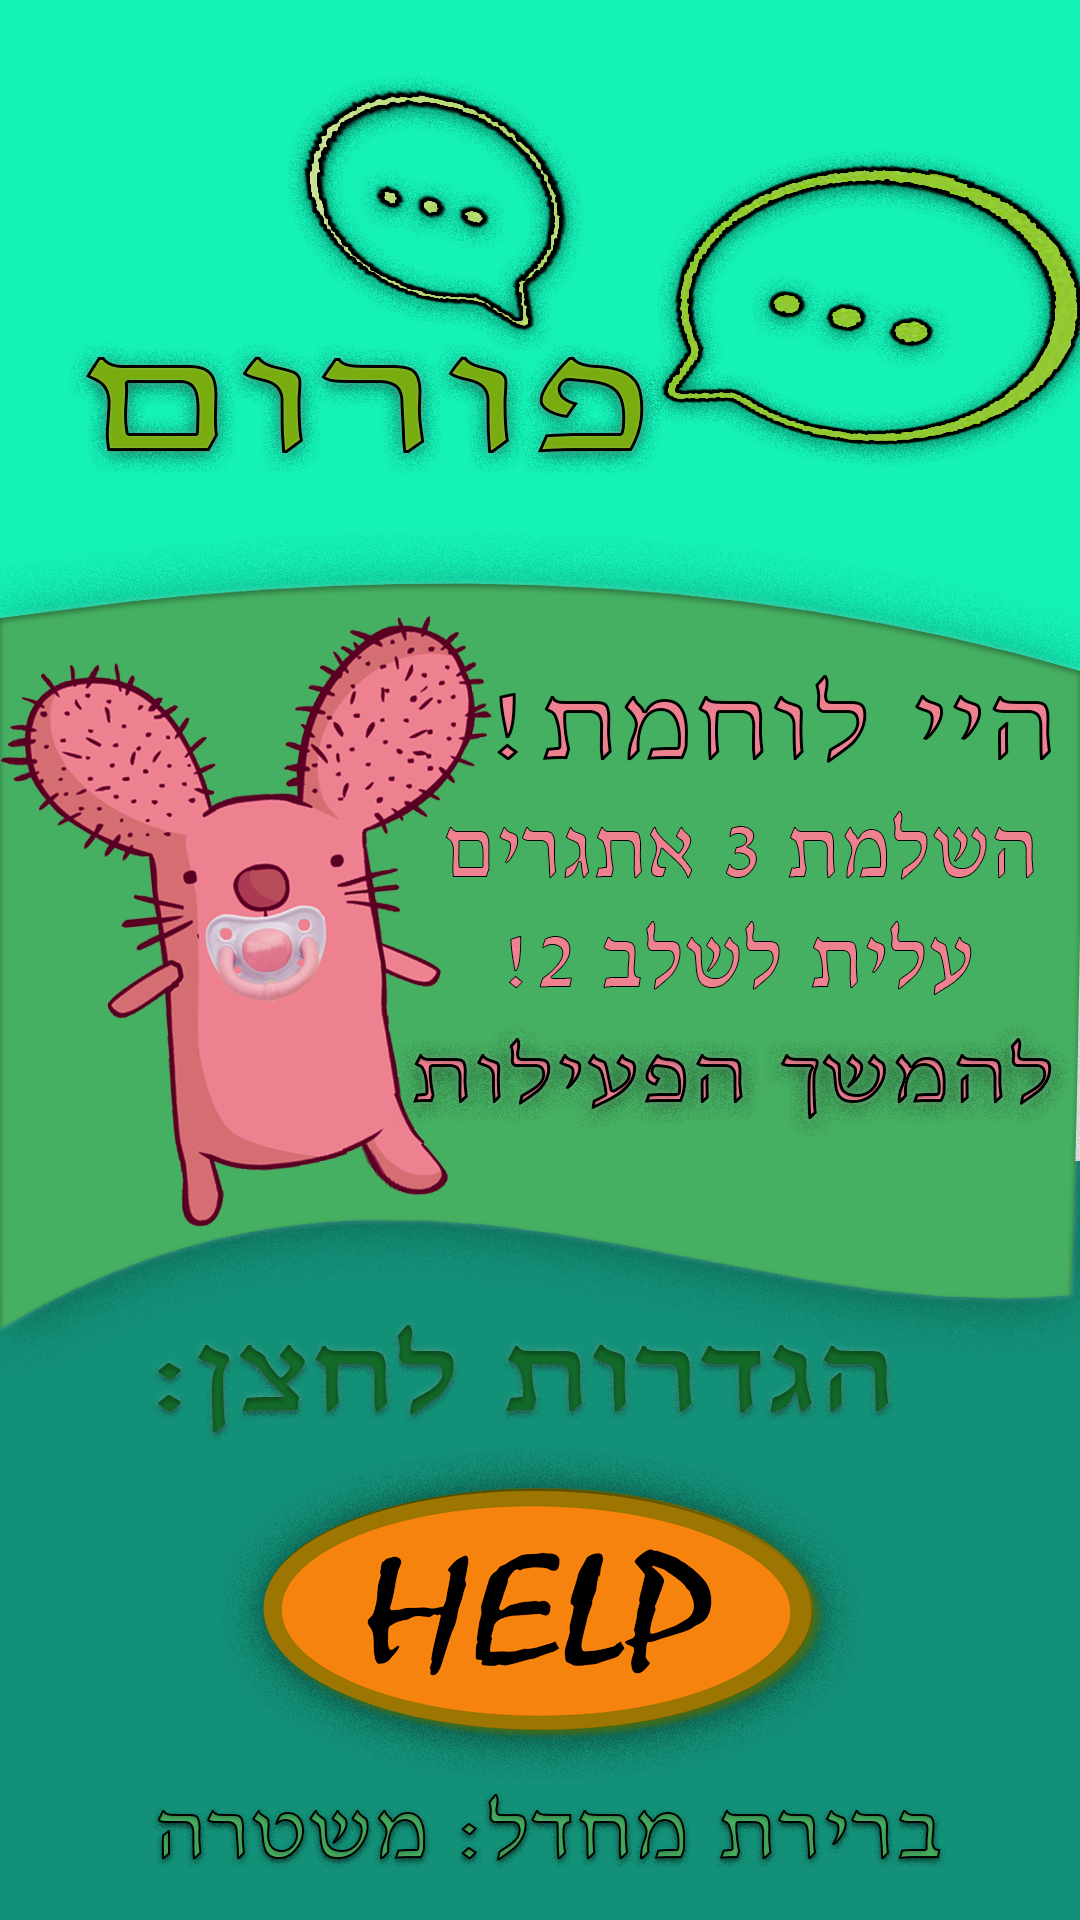 פורום
היי לוחמת!
השלמת 3 אתגרים
עלית לשלב 2!
להמשך הפעילות
הגדרות לחצן:
HELP
ברירת מחדל: משטרה